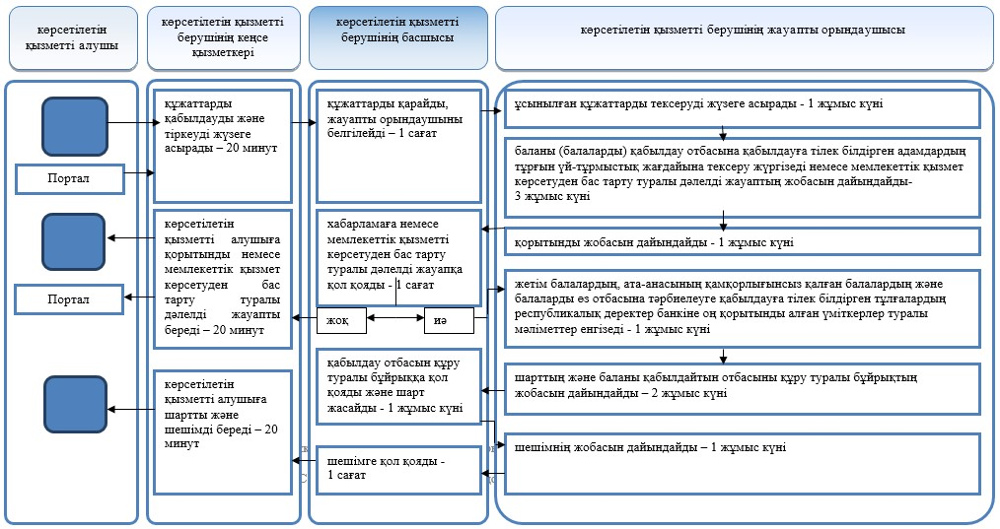 көрсетілетін
қызметті алушы
көрсетілетін қызметті
берушінің кеңсе
қызметкері
көрсетілетін қызметті
берушінің басшысы
көрсетілетін қызметті берушінің жауапты орындаушысы
Портал
құжаттарды
қабылдауды және
тіркеуді жүзеге
асырады – 20 минут
құжаттарды қарайды,
жауапты орындаушыны
белгілейді – 1 сағат
ұсынылған құжаттарды тексеруді жүзеге асырады - 1 жұмыс күні
баланы (балаларды) қабылдау отбасына қабылдауға тілек білдірген адамдардың
тұрғын үй-тұрмыстық жағдайына тексеру жүргізеді немесе мемлекеттік қызмет
көрсетуден бас тарту туралы дәлелді жауаптың жобасын дайындайды-
3 жұмыс күні
қорытынды жобасын дайындайды - 1 жұмыс күні
хабарламаға немесе
мемлекеттік қызметті
көрсетуден бас тарту
туралы дәлелді жауапқа
қол қояды - 1 сағат
көрсетілетін
қызметті алушыға
қорытынды немесе
мемлекеттік қызмет
көрсетуден бас
тарту туралы
дәлелді жауапты
береді – 20 минут
Портал
жоқ
иә
жетім балалардың, ата-анасының қамқорлығынсыз қалған балалардың және
балаларды өз отбасына тәрбиелеуге қабылдауға тілек білдірген тұлғалардың
республикалық деректер банкіне оң қорытынды алған үміткерлер туралы
мәліметтер енгізеді - 1 жұмыс күні
шарттың және баланы қабылдайтын отбасыны құру туралы бұйрықтың
жобасын дайындайды – 2 жұмыс күні
қабылдау отбасын құру
туралы бұйрыққа қол
қояды және шарт
жасайды - 1 жұмыс күні
шешімнің жобасын дайындайды – 1 жұмыс күні
шешімге қол қояды -
1 сағат
көрсетілетін
қызметті алушыға
шартты және
шешімді береді – 20
минут